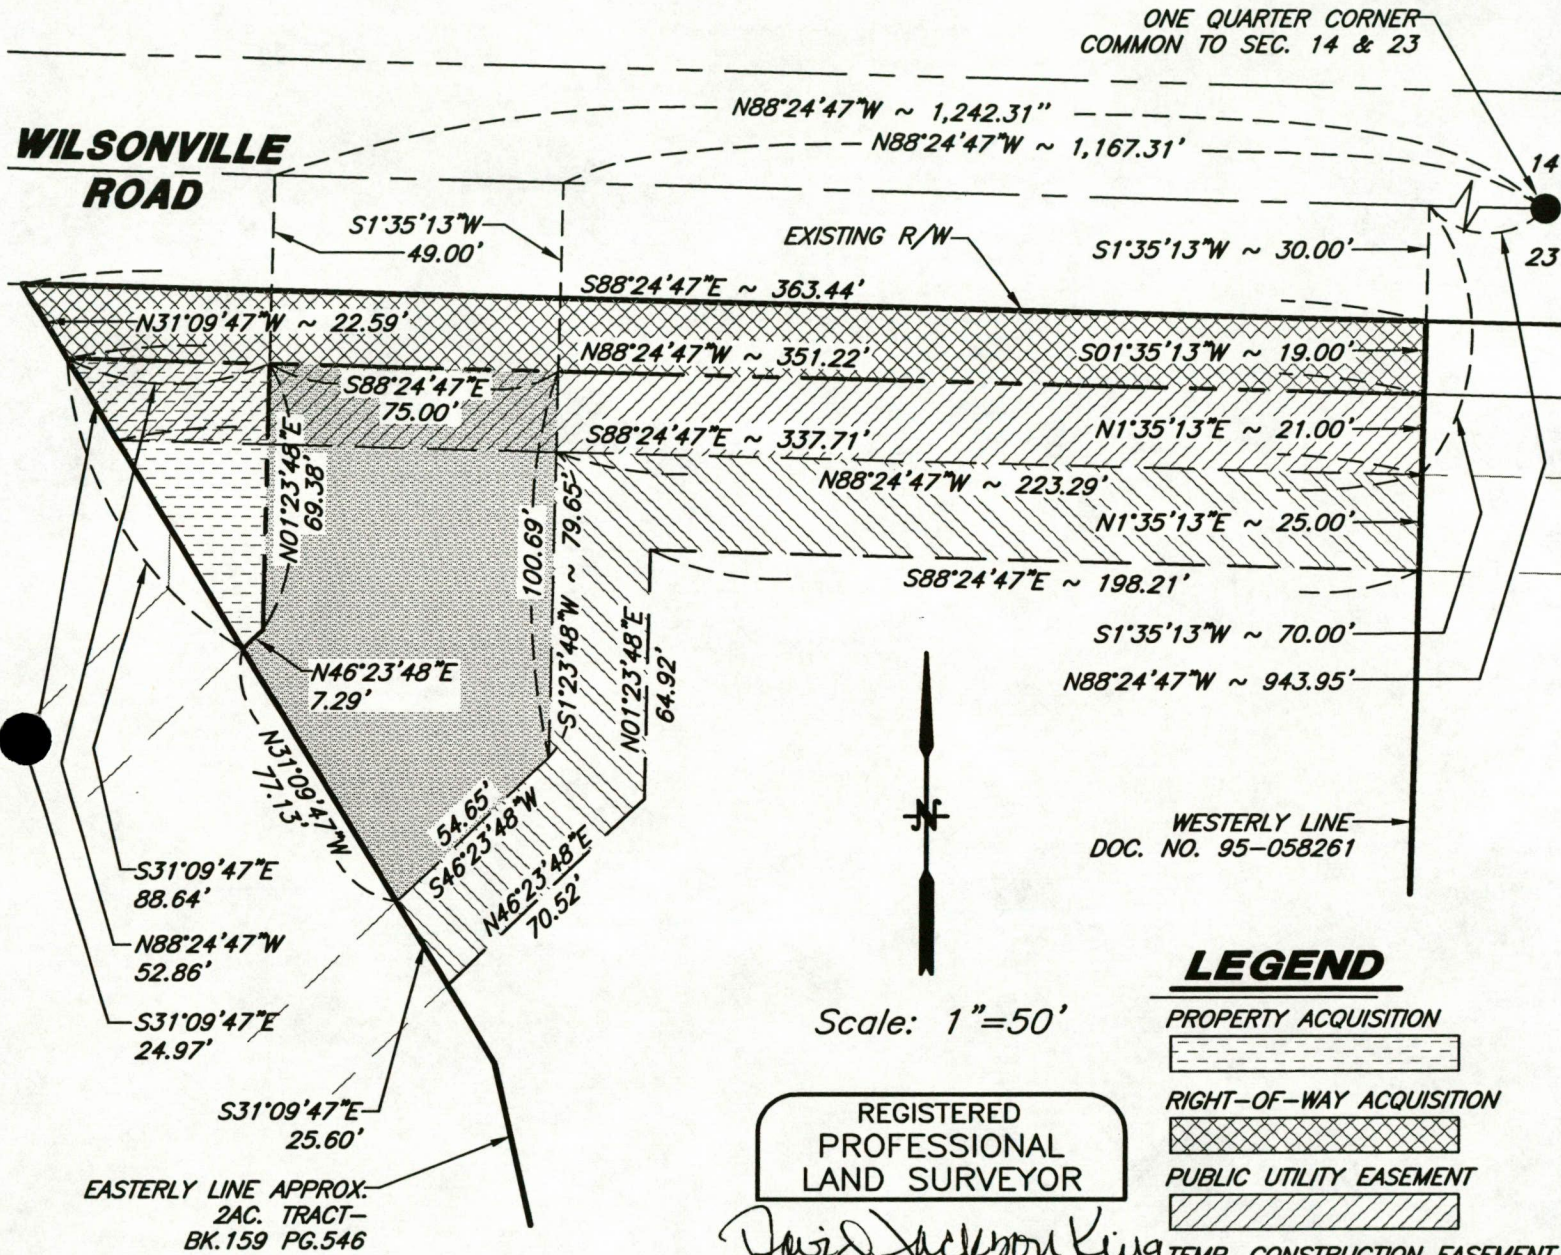 ONE QUARTER CORNER
COMMON TO SEC. 14 & 23
N88°24'47"W ~ 1,242.31"
N88°24'47"W ~ 1,167.31'
WILSONVILLE
ROAD
14
23
S1°35'13"W
49.00'
EXISTING R/W
S1°35'13"W ~ 30.00'
S88°24'47"E ~ 363.44'
N31°09'47"W ~ 22.59'
N88°24'47"W ~ 351.22'
S01°35'13"W ~ 19.00'
S88°24'47"E
75.00'
S88°24'47"E ~ 337.71'
N1°35'13"E ~ 21.00'
N01°23'48"E
69.38'
N88°24'47"W ~ 223.29'
100.69'
S1°23'48"W ~ 79.65'
N1°35'13"E ~ 25.00'
S88°24'47"E ~ 198.21'
N01°23'48"E
64.92'
S1°35'13"W ~ 70.00'
N46°23'48"E
7.29'
N88°24'47"W ~ 943.95'
N31°09'47"W
77.13'
54.65'
S46°23'48"W
N46°23'48"E
70.52'
N
WESTERLY LINE
DOC. NO. 95-058261
S31°09'47"E
88.64'
N88°24'47"W
52.86'
S31°09'47"E
24.97'
S31°09'47"E
25.60'
EASTERLY LINE APPROX.
2AC. TRACT-
BK.159 PG.546
Scale: 1"=50'
REGISTERED
PROFESSIONAL
LAND SURVEYOR
David Jackson King
LEGEND
PROPERTY ACQUISITION
RIGHT-OF-WAY ACQUISITION
PUBLIC UTILITY EASEMENT
TEMP. CONSTRUCTION EASEMENT